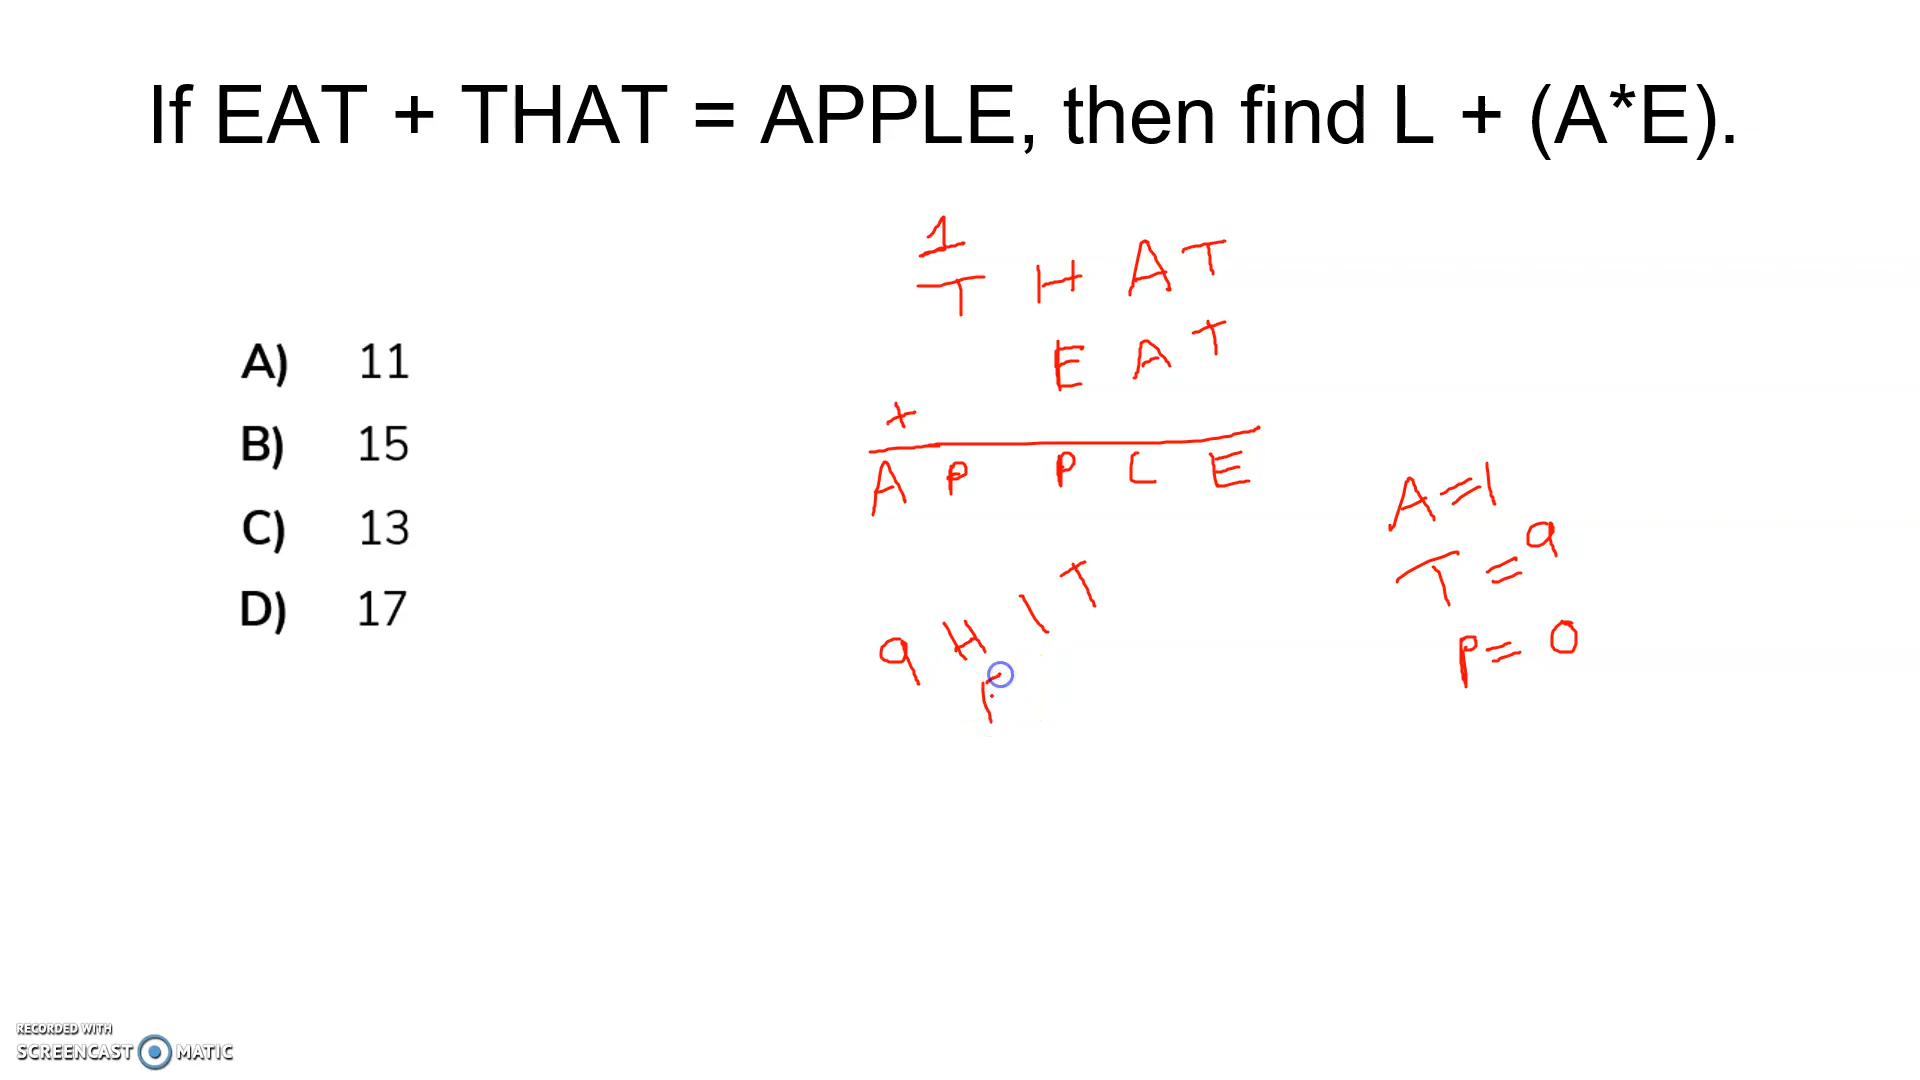 If EAT + THAT = APPLE, then find L + (A*E).
1
T H A T
E A T
+
A P P L E
A) 11
B) 15
C) 13
D) 17
A=1
T=9
P=0
9 H 1 T
RECORDED WITH
SCREENCAST MATIC